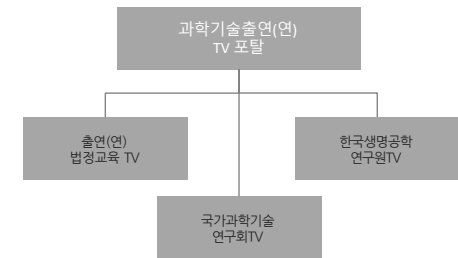 과학기술출연(연)
TV 포탈
출연(연)
법정교육 TV
한국생명공학
연구원TV
국가과학기술
연구회TV